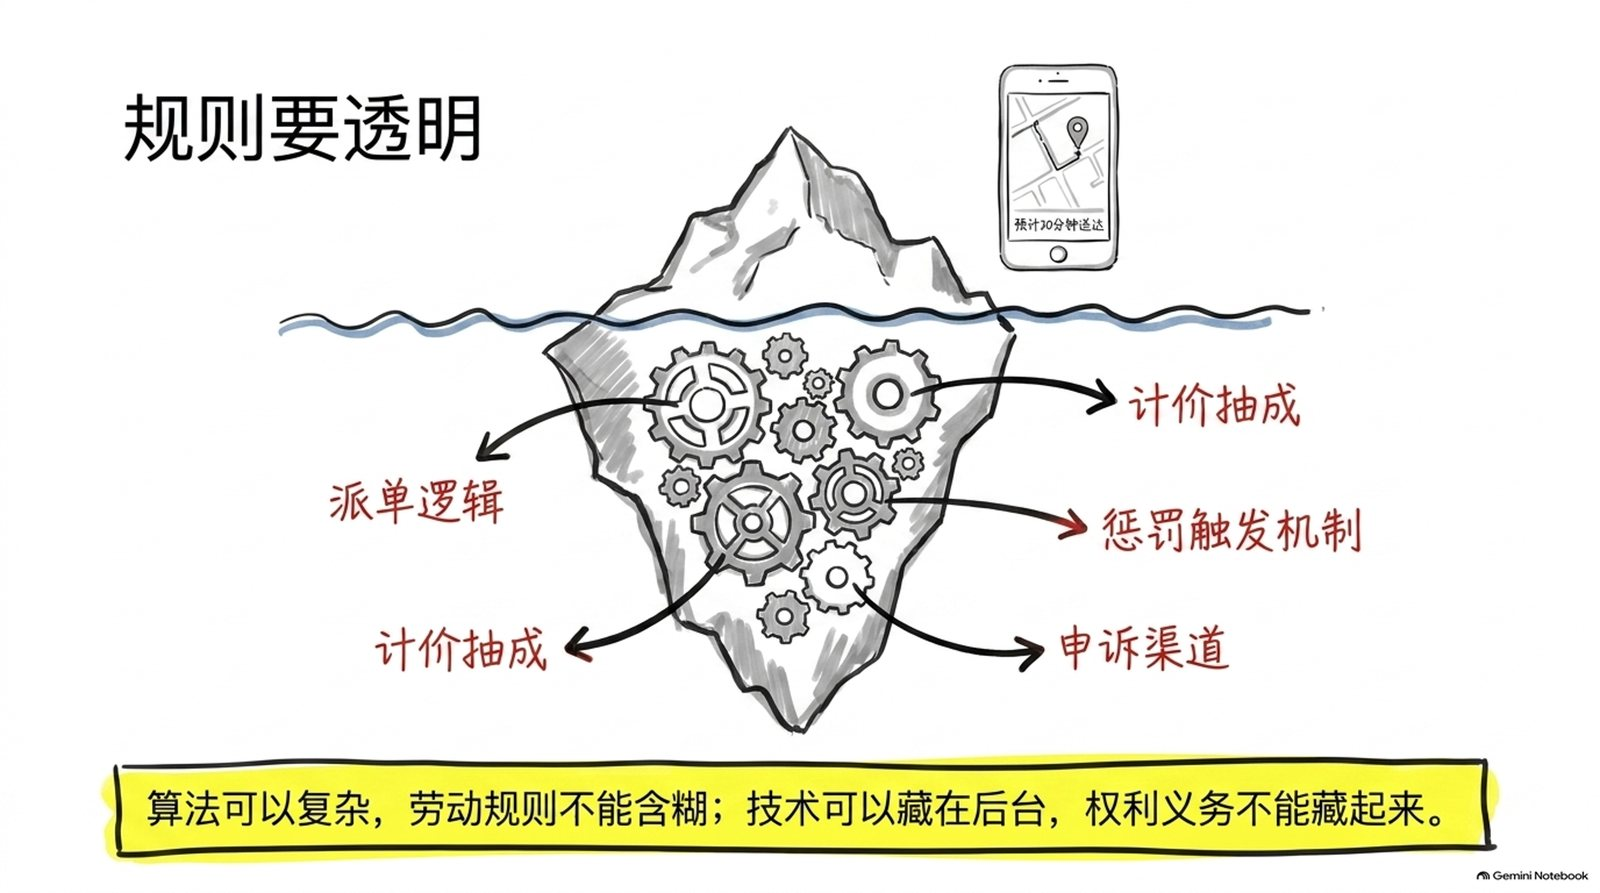 规则要透明
预计30分钟送达
计价抽成
派单逻辑
惩罚触发机制
计价抽成
申诉渠道
算法可以复杂，劳动规则不能含糊；技术可以藏在后台，权利义务不能藏起来。
Gemini Notebook